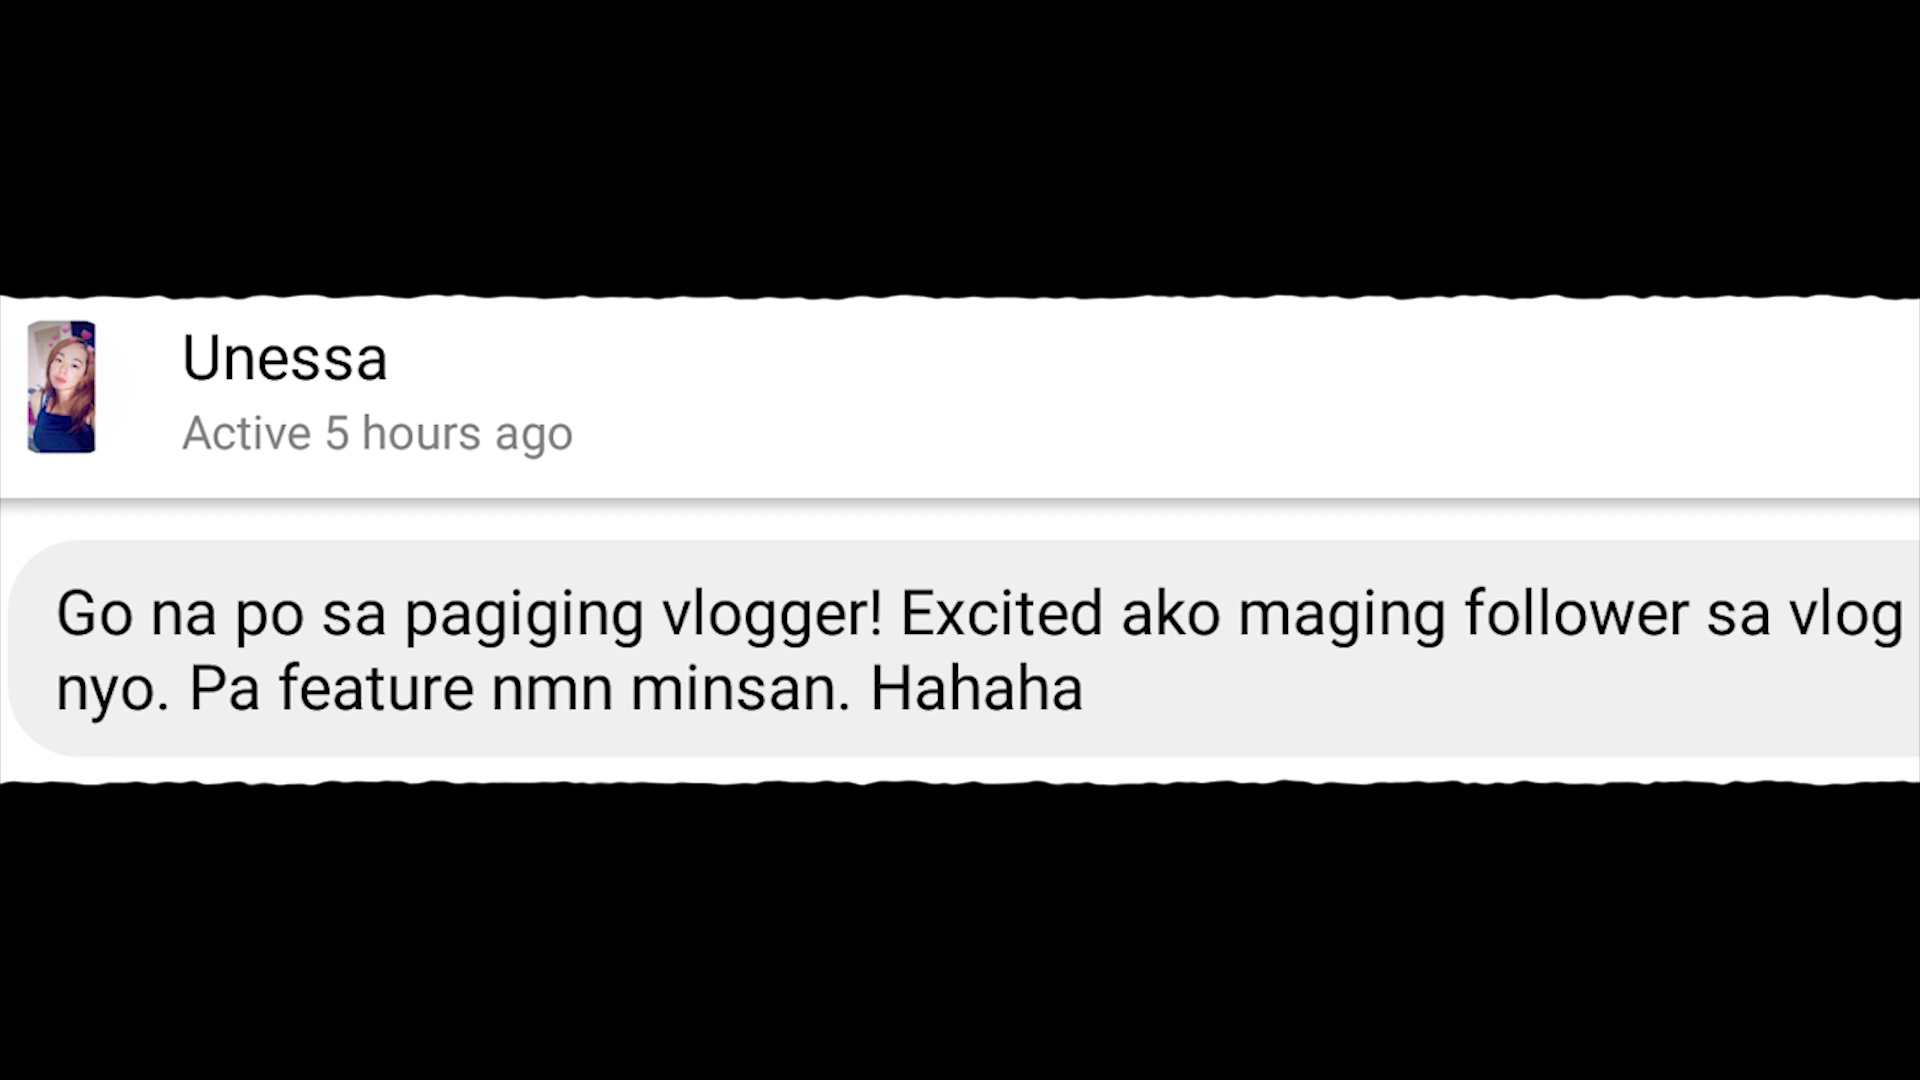 Unessa
Active 5 hours ago
Go na po sa pagiging vlogger! Excited ako maging follower sa vlog
nyo. Pa feature nmn minsan. Hahaha